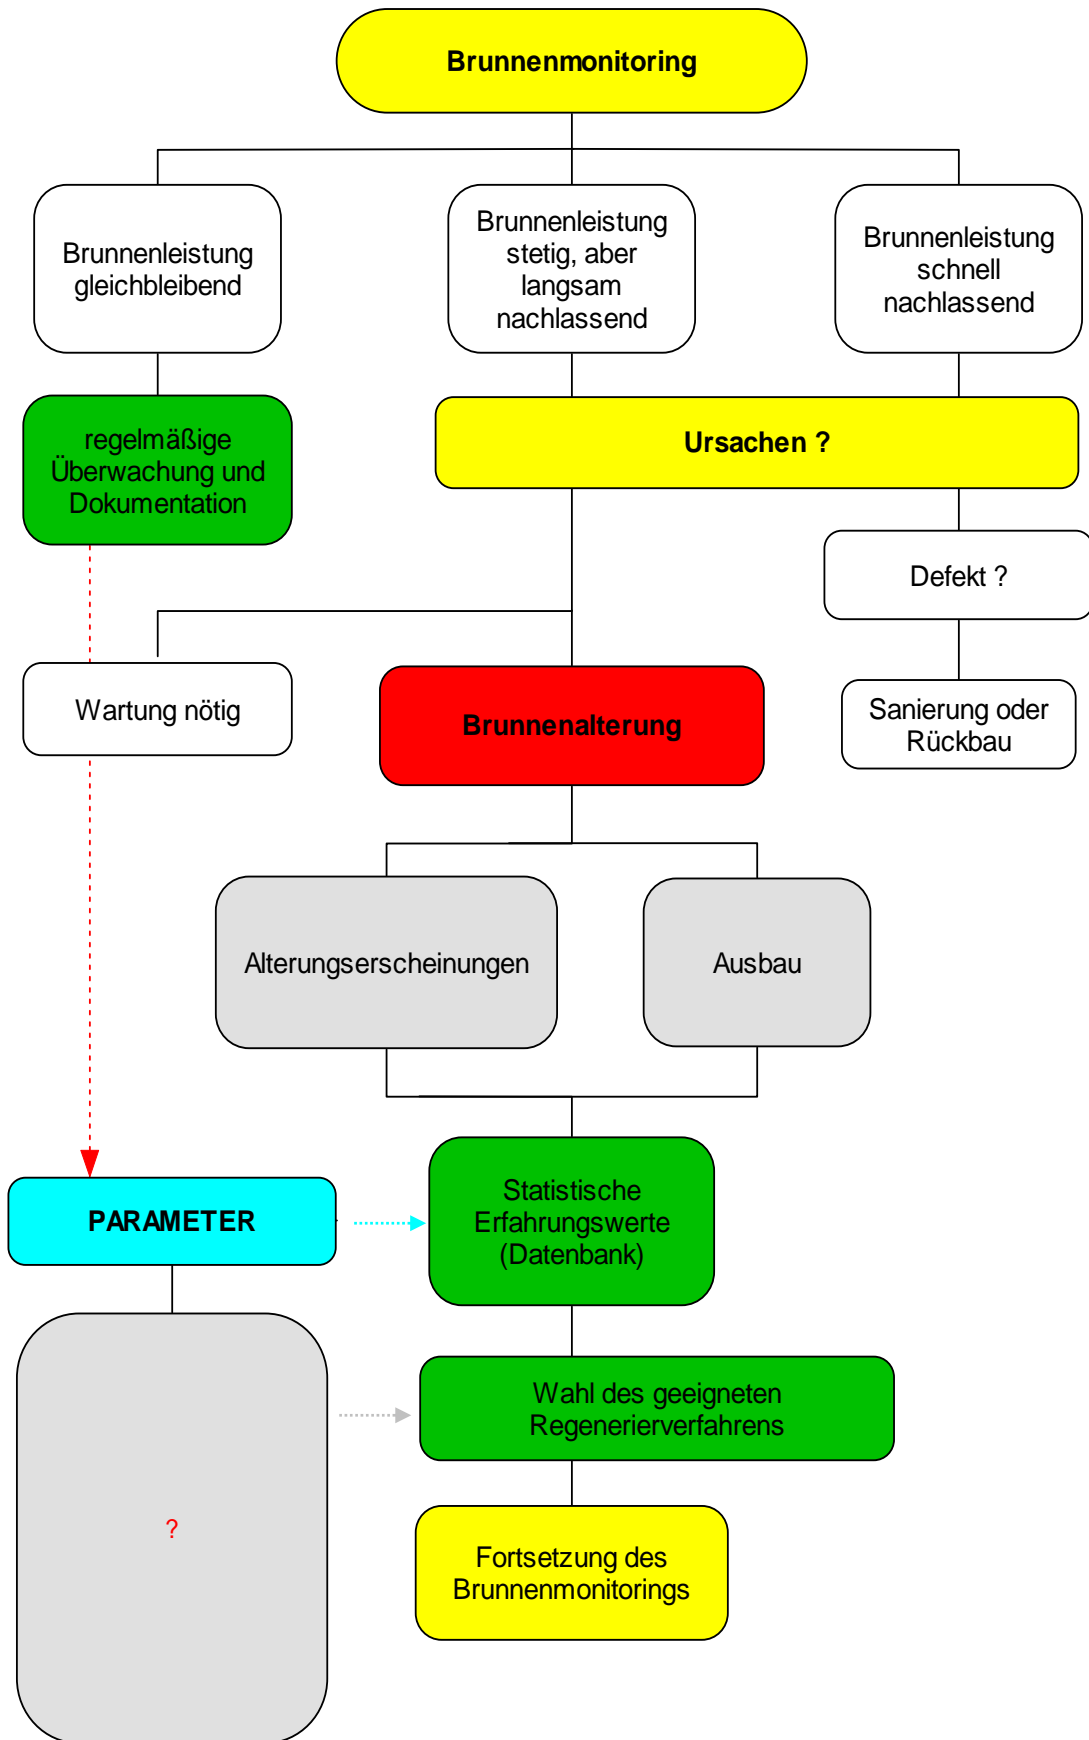 Brunnenmonitoring
Brunnenleistung
gleichbleibend
Brunnenleistung
stetig, aber
langsam
nachlassend
Brunnenleistung
schnell
nachlassend
regelmäßige
Überwachung und
Dokumentation
Ursachen ?
Defekt ?
Wartung nötig
Brunnenalterung
Sanierung oder
Rückbau
Alterungserscheinungen
Ausbau
PARAMETER
Statistische
Erfahrungswerte
(Datenbank)
Wahl des geeigneten
Regenerierverfahrens
?
Fortsetzung des
Brunnenmonitorings